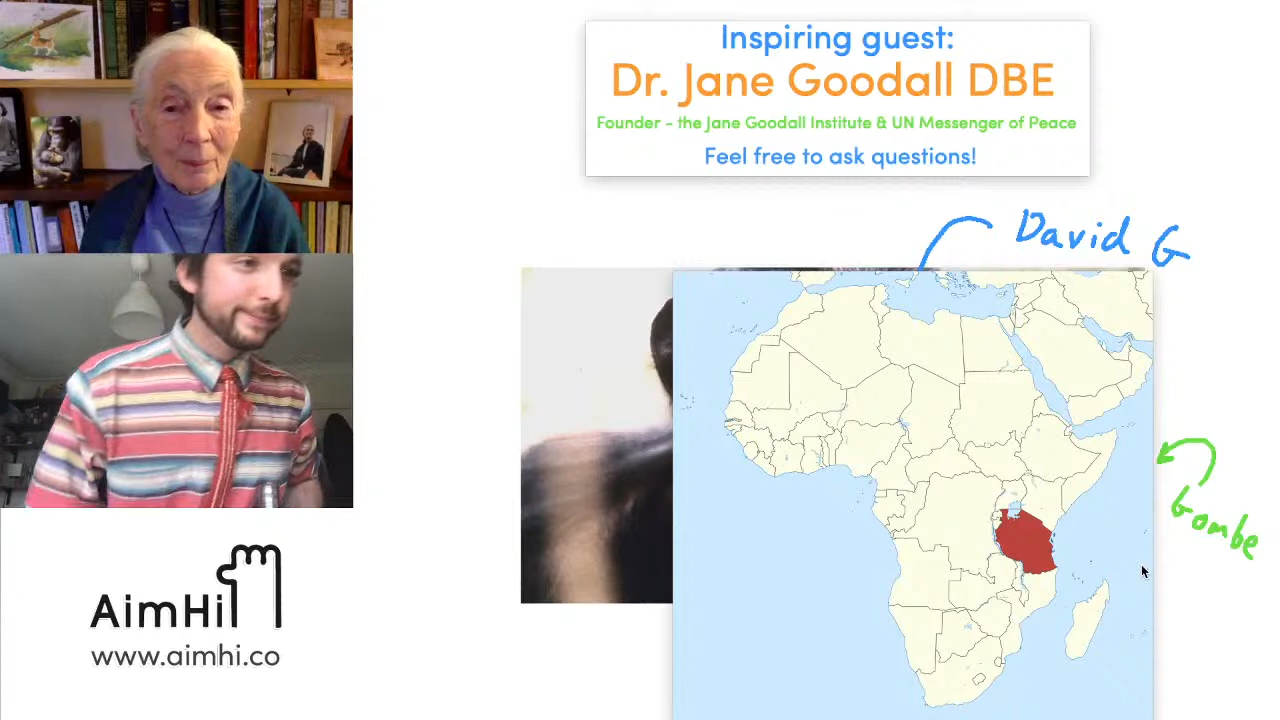 Inspiring guest:
Dr. Jane Goodall DBE
Founder - the Jane Goodall Institute & UN Messenger of Peace
Feel free to ask questions!
David G
Gombe
AimHi
www.aimhi.co